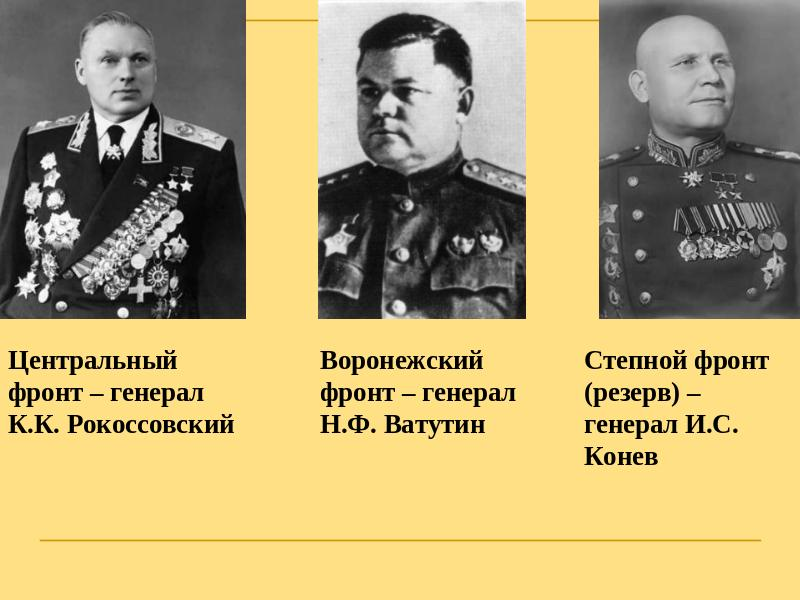 Центральный
фронт – генерал
К.К. Рокоссовский
Воронежский
фронт – генерал
Н.Ф. Ватутин
Степной фронт
(резерв) –
генерал И.С.
Конев